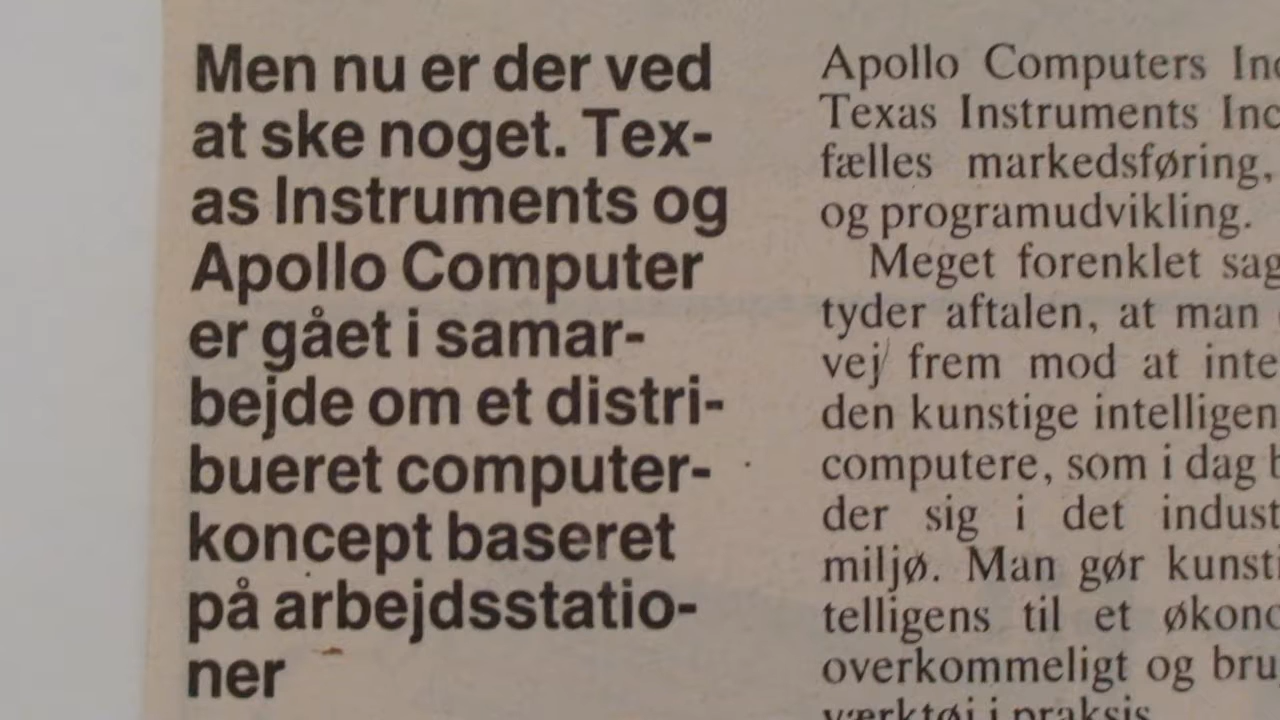 Men nu er der ved
at ske noget. Tex-
as Instruments og
Apollo Computer
er gået i samar-
bejde om et distri-
bueret computer-
koncept baseret
på arbejdsstatio-
ner
Apollo Computers
Texas Instruments
fælles markedsføring,
og programudvikling.
Meget forenklet
tyder aftalen, at man
vej frem mod at
den kunstige
computere, som i dag
der sig i det
miljø. Man gør
telligens til et
overkommeligt og
værktøj i praksis